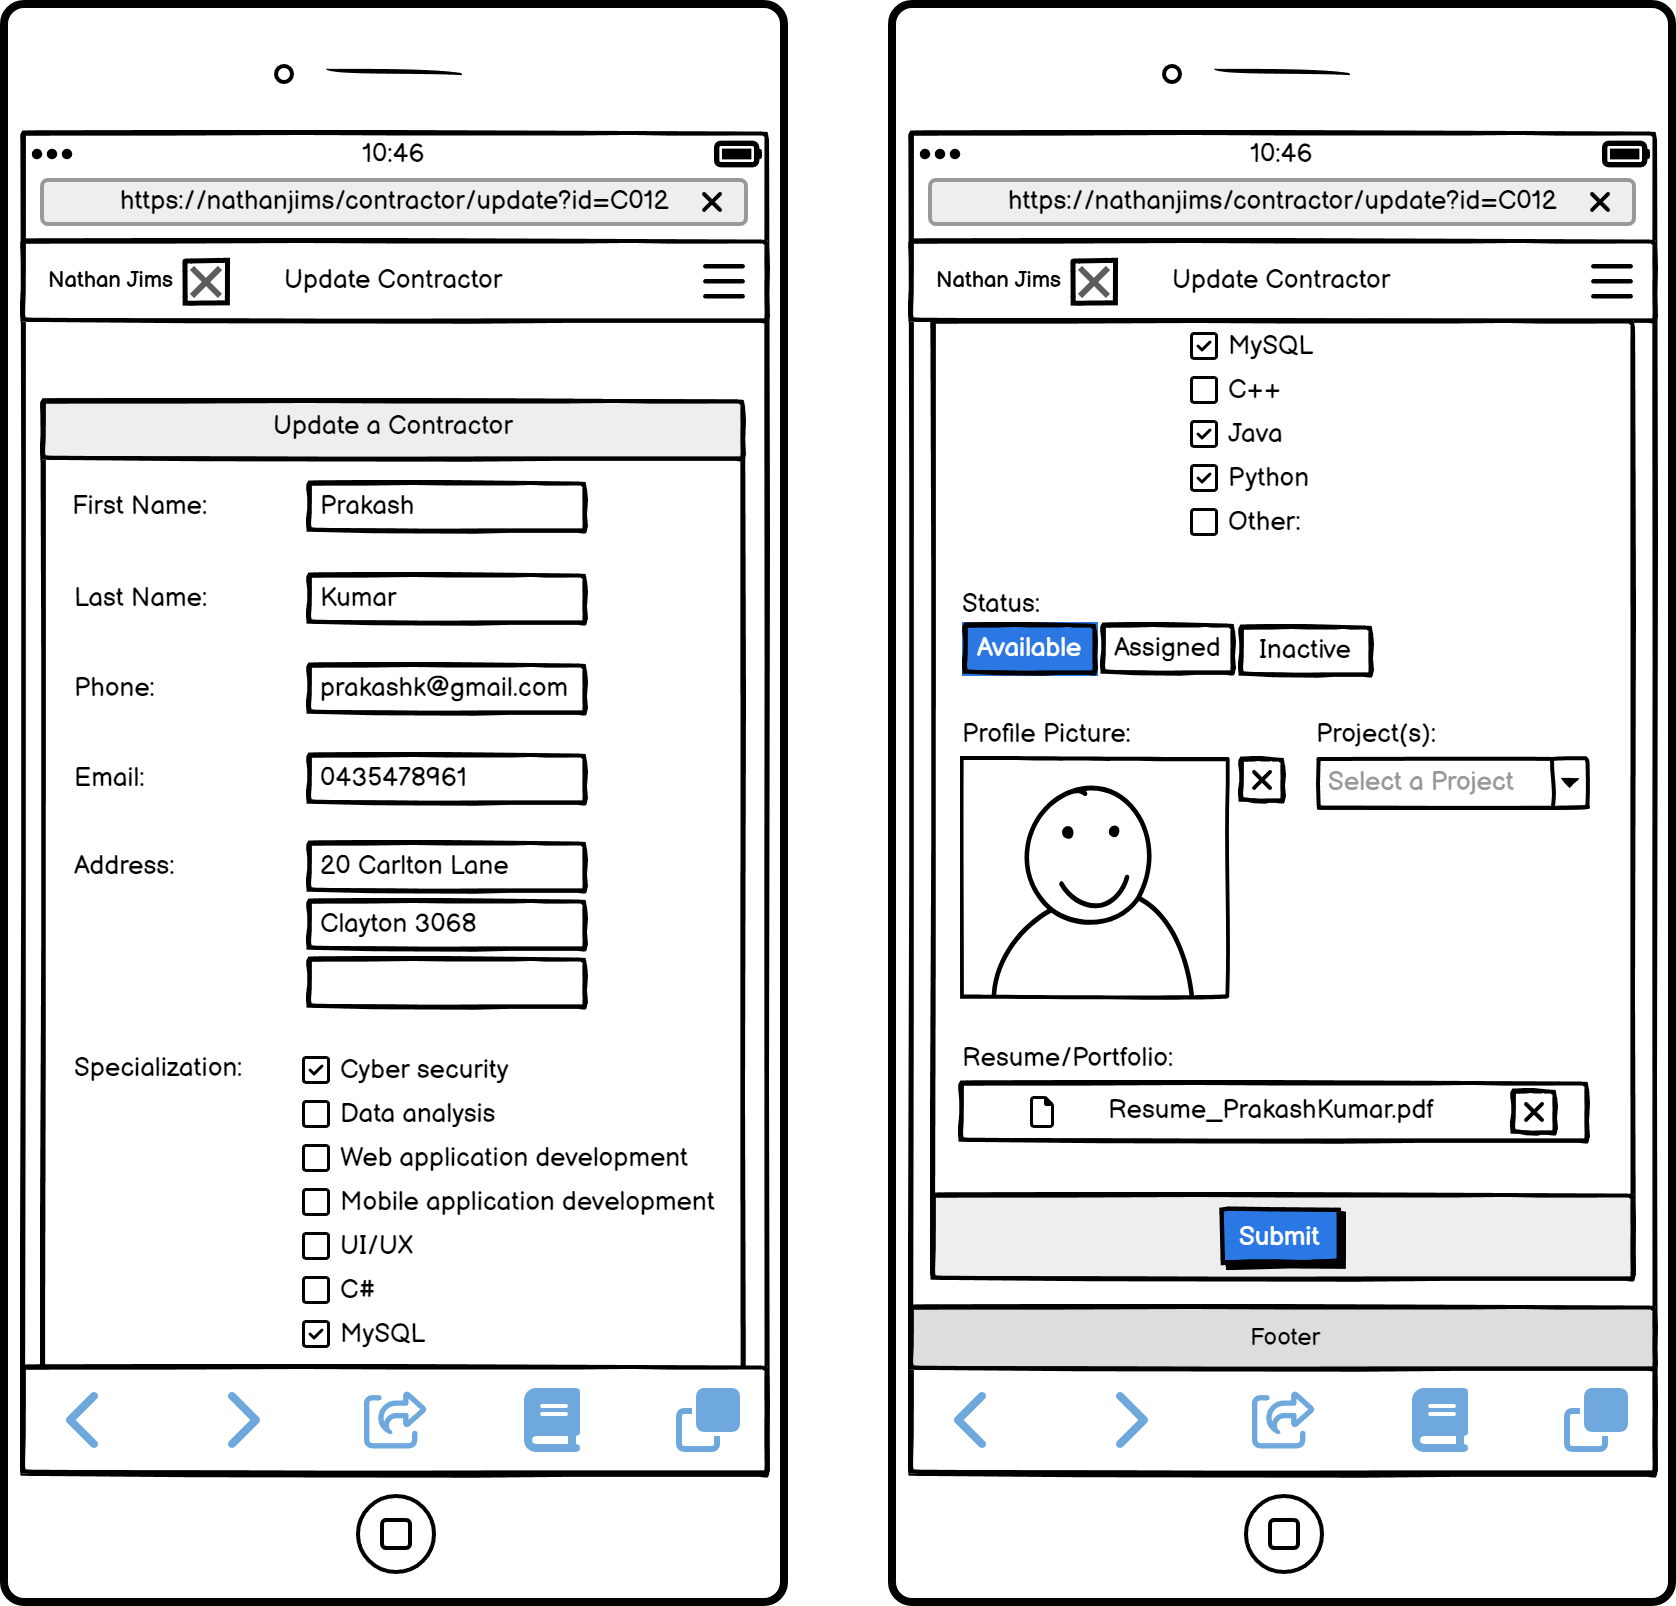 10:46
https://nathanjims/contractor/update?id=C012
Nathan Jims
Update Contractor
Update a Contractor
First Name: Prakash
Last Name: Kumar
Phone: prakashk@gmail.com
Email: 0435478961
Address: 20 Carlton Lane
Clayton 3068
Specialization: Cyber security
Data analysis
Web application development
Mobile application development
UI/UX
C#
MySQL
10:46
https://nathanjims/contractor/update?id=C012
Nathan Jims
Update Contractor
MySQL
C++
Java
Python
Other:
Status:
Available Assigned Inactive
Profile Picture: Project(s):
Select a Project
Resume/Portfolio:
Resume_PrakashKumar.pdf
Submit
Footer